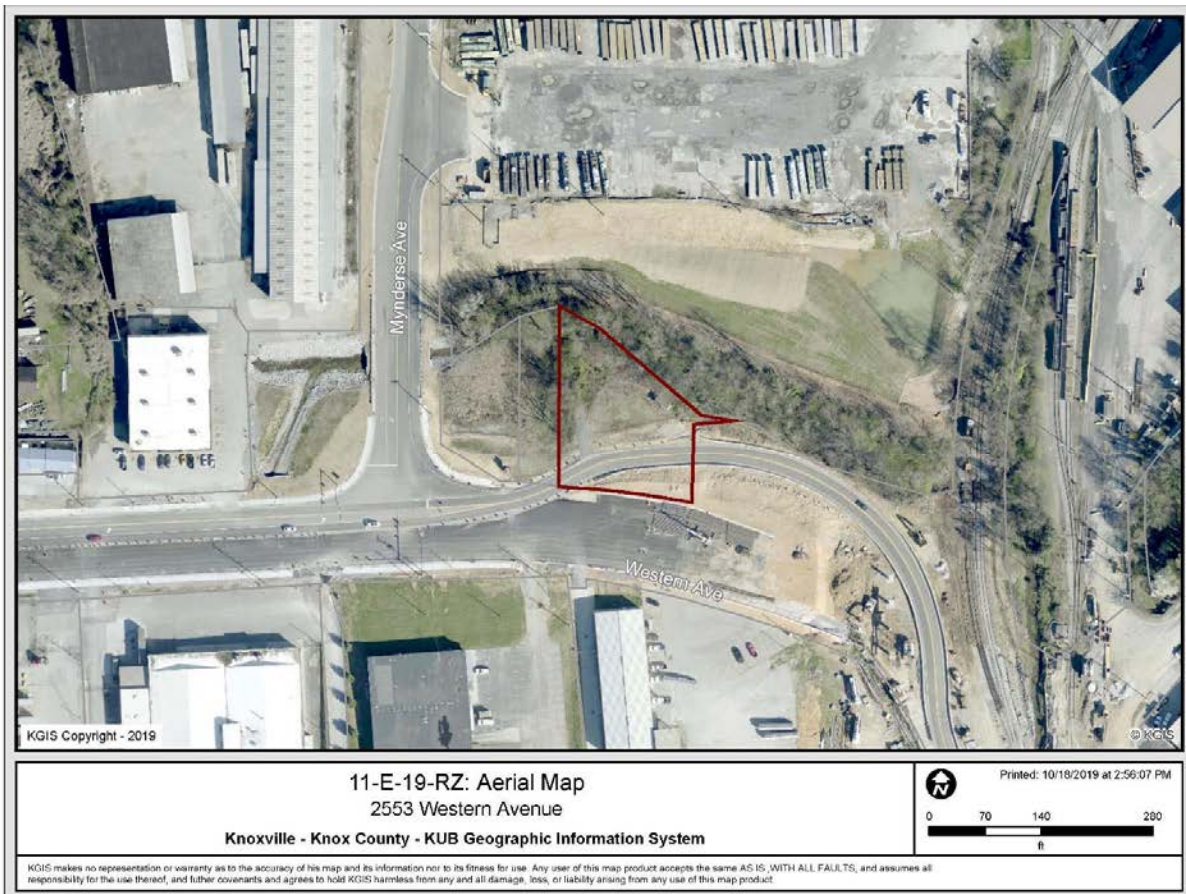 Mynderse Ave
Western Ave
KGIS Copyright - 2019
© KGIS
11-E-19-RZ: Aerial Map
2553 Western Avenue
Knoxville - Knox County - KUB Geographic Information System
N
Printed: 10/18/2019 at 2:56:07 PM
0 70 140 280
ft
KGIS makes no representation or warranty as to the accuracy of his map and its information nor to its fitness for use. Any user of this map product accepts the same AS IS, WITH ALL FAULTS, and assumes all
responsibility for the use thereof, and futher covenants and agrees to hold KGIS harmless from any and all damage, loss, or liability arising from any use of this map product.